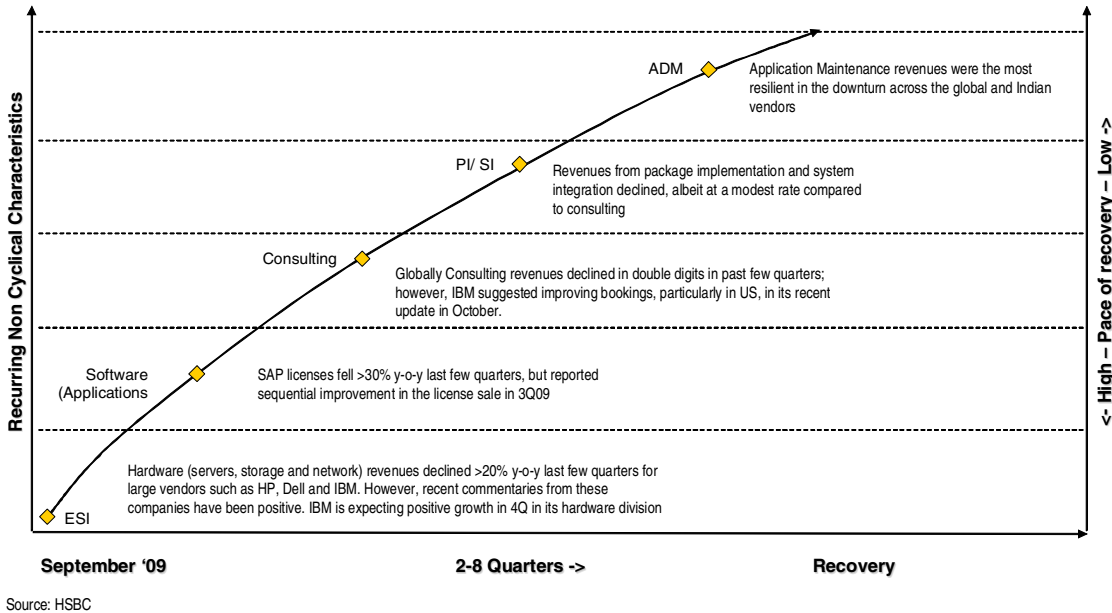 ADM
Application Maintenance revenues were the most
resilient in the downturn across the global and Indian
vendors
PI/ SI
Revenues from package implementation and system
integration declined, albeit at a modest rate compared
to consulting
Consulting
Globally Consulting revenues declined in double digits in past few quarters;
however, IBM suggested improving bookings, particularly in US, in its recent
update in October.
Software
(Applications
SAP licenses fell >30% y-o-y last few quarters, but reported
sequential improvement in the license sale in 3Q09
Hardware (servers, storage and network) revenues declined >20% y-o-y last few quarters for
large vendors such as HP, Dell and IBM. However, recent commentaries from these
companies have been positive. IBM is expecting positive growth in 4Q in its hardware division
ESI
Recurring Non Cyclical Characteristics
<- High – Pace of recovery – Low ->
September ‘09
2-8 Quarters ->
Recovery
Source: HSBC